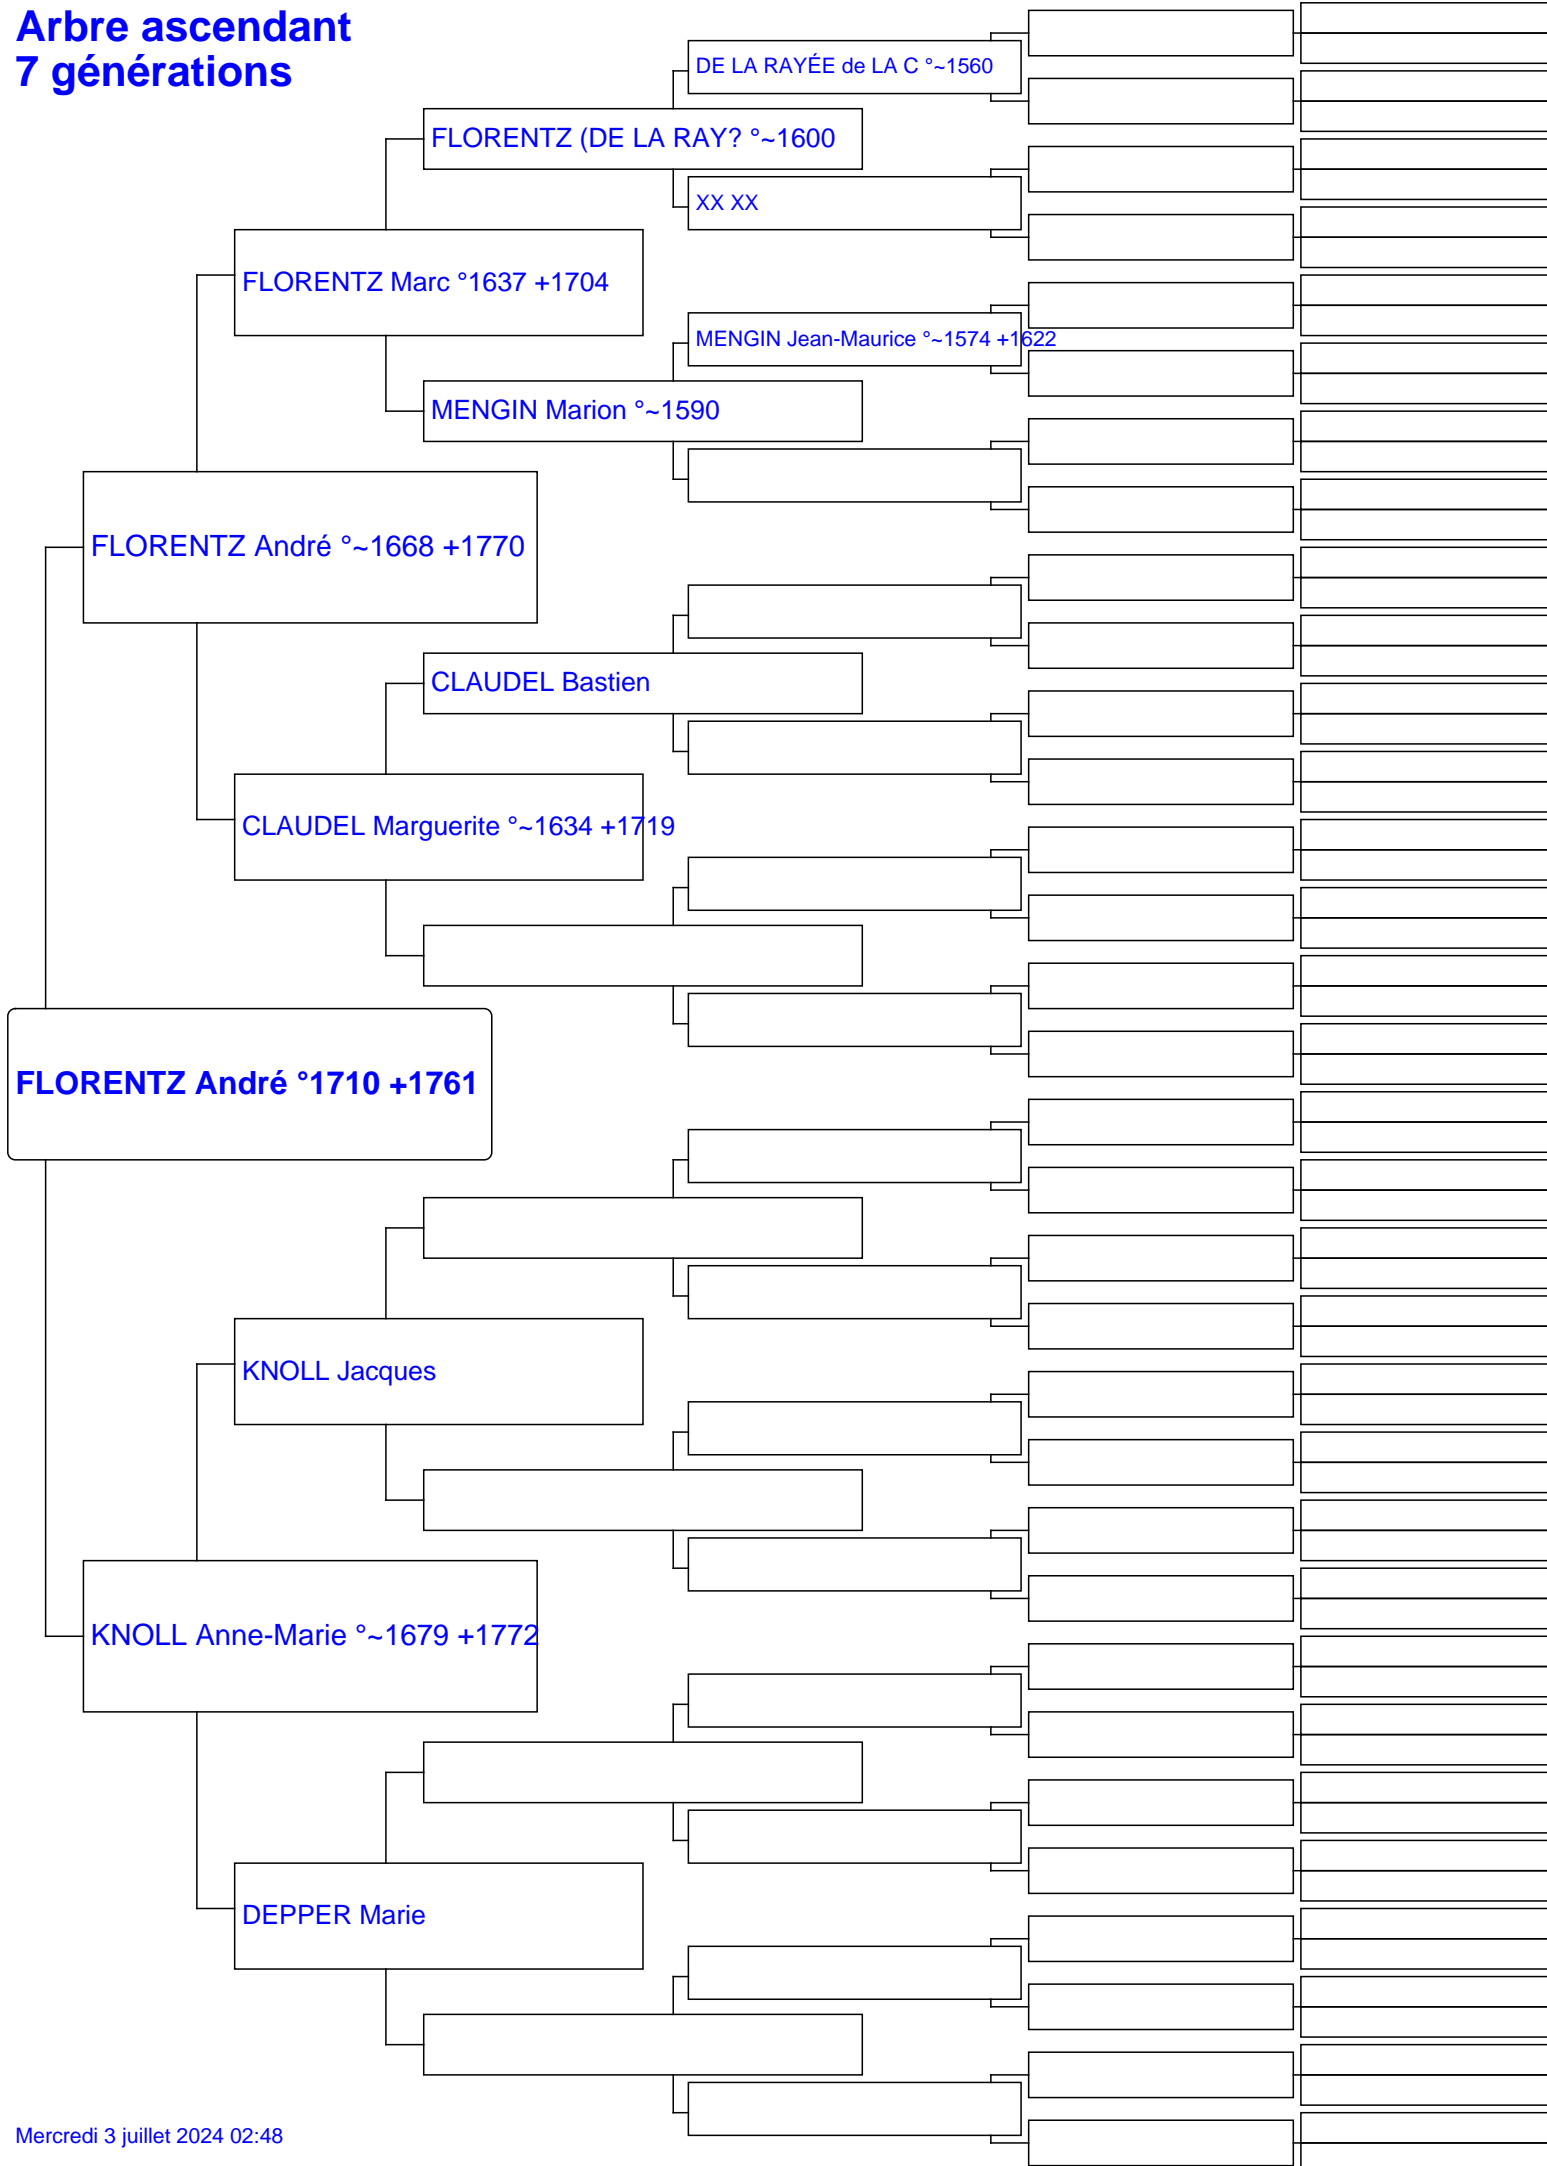 Arbre ascendant
7 générations
DE LA RAYÉE de LA C °~1560
FLORENTZ (DE LA RAY? °~1600
XX XX
FLORENTZ Marc °1637 +1704
MENGIN Jean-Maurice °~1574 +1622
MENGIN Marion °~1590
FLORENTZ André °~1668 +1770
CLAUDEL Bastien
CLAUDEL Marguerite °~1634 +1719
FLORENTZ André °1710 +1761
KNOLL Jacques
KNOLL Anne-Marie °~1679 +1772
DEPPER Marie
Mercredi 3 juillet 2024 02:48